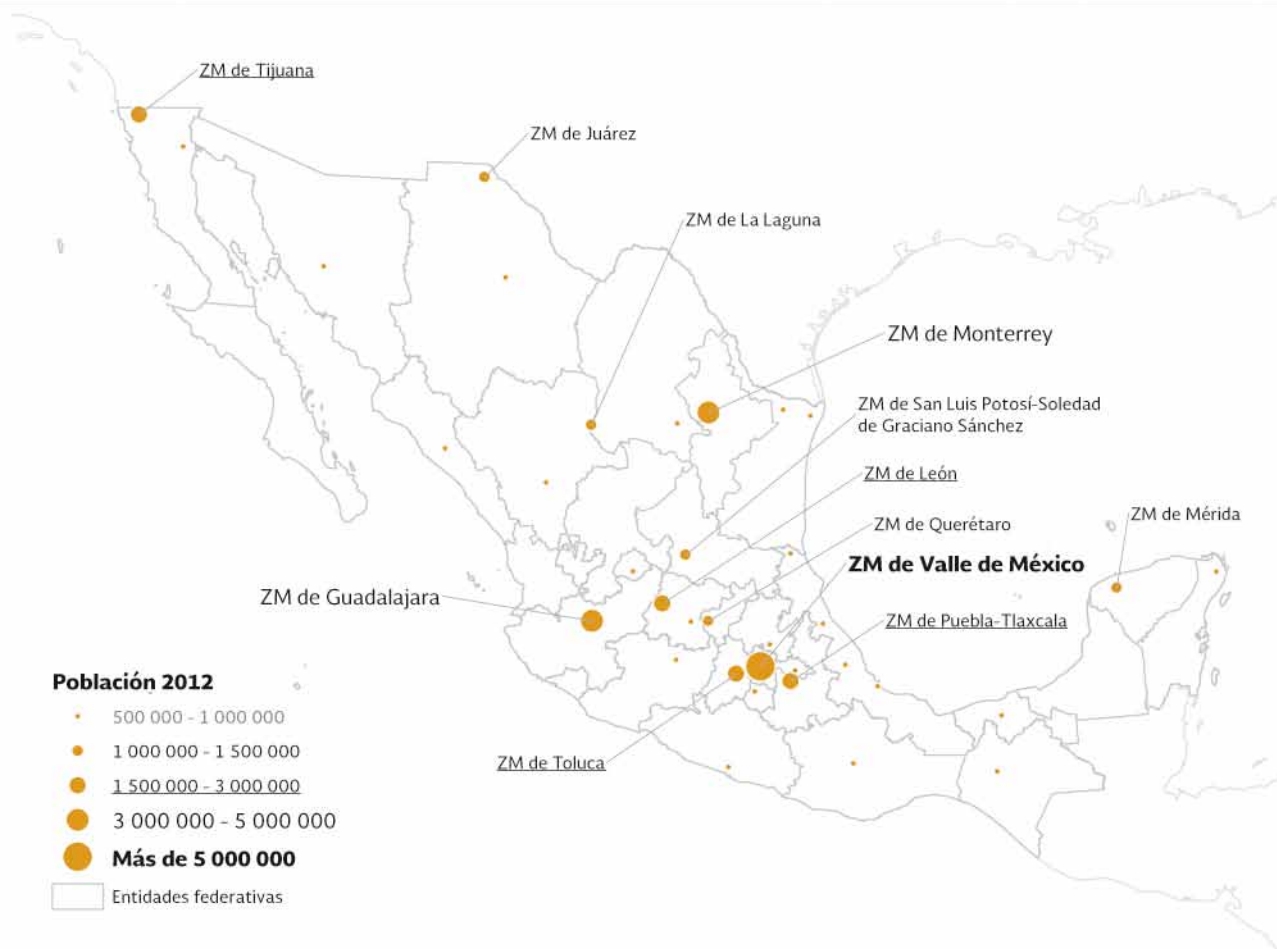 ZM de Tijuana
ZM de Juárez
ZM de La Laguna
ZM de Monterrey
ZM de San Luis Potosí-Soledad
de Graciano Sánchez
ZM de León
ZM de Mérida
ZM de Querétaro
ZM de Valle de México
ZM de Guadalajara
ZM de Puebla-Tlaxcala
ZM de Toluca
Población 2012
500 000 - 1 000 000
1 000 000 - 1 500 000
1 500 000 - 3 000 000
3 000 000 - 5 000 000
Más de 5 000 000
Entidades federativas